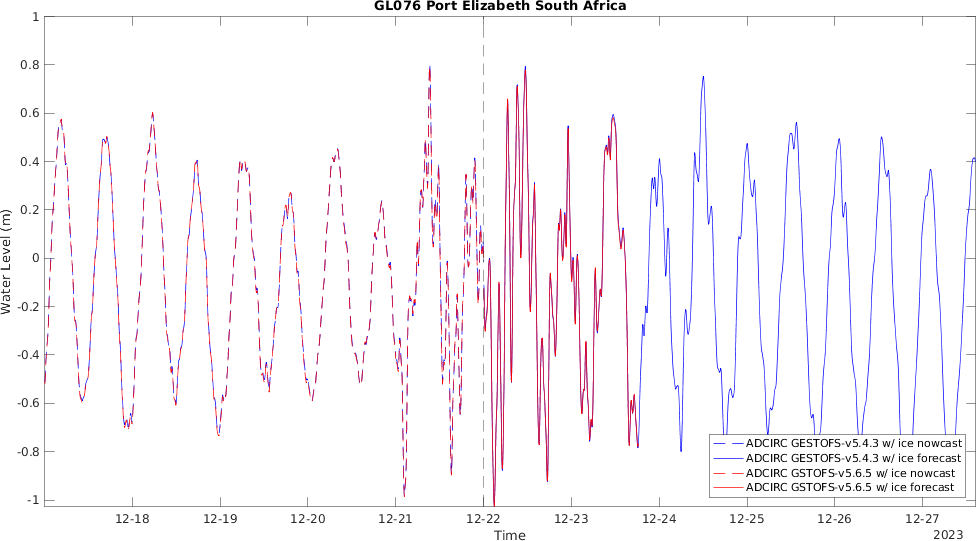 GL076 Port Elizabeth South Africa
1
0.8
0.6
0.4
0.2
0
-0.2
-0.4
-0.6
-0.8
-1
Water Level (m)
ADCIRC GESTOFS-v5.4.3 w/ ice nowcast
ADCIRC GESTOFS-v5.4.3 w/ ice forecast
ADCIRC GSTOFS-v5.6.5 w/ ice nowcast
ADCIRC GSTOFS-v5.6.5 w/ ice forecast
12-18 12-19 12-20 12-21 12-22 12-23 12-24 12-25 12-26 12-27
Time 2023